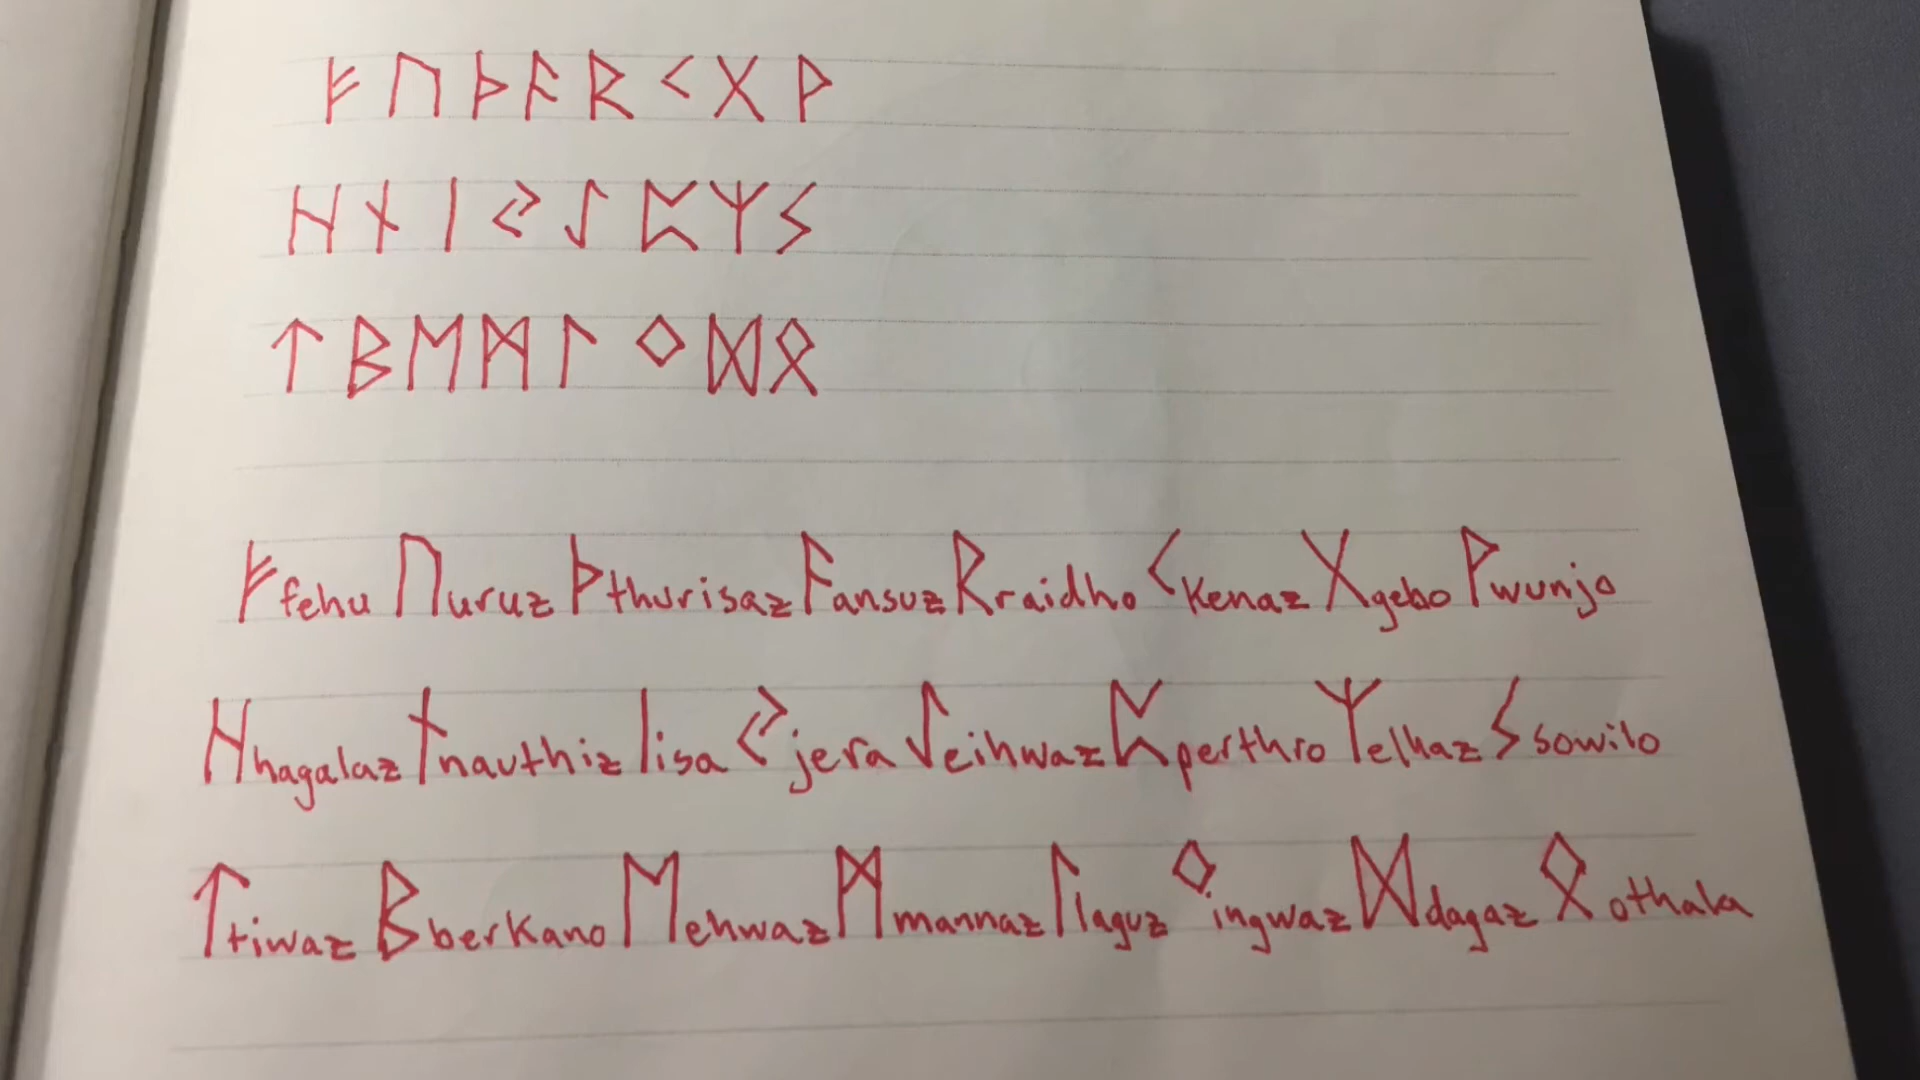 ᚠ ᚢ ᚦ ᚨ ᚱ ᚲ ᚷ ᚹ
ᚺ ᚾ ᛁ ᛃ ᛇ ᛈ ᛉ ᛊ
ᛏ ᛒ ᛖ ᛗ ᛚ ᛜ ᛞ ᛟ
ᚠ fehu ᚢ uruz ᚦ thurisaz ᚨ ansuz ᚱ raidho ᚲ kenaz ᚷ gebo ᚹ wunjo
ᚺ hagalaz ᚾ nauthiz ᛁ isa ᛃ jera ᛇ eihwaz ᛈ perthro ᛉ elhaz ᛊ sowilo
ᛏ tiwaz ᛒ berkano ᛖ ehwaz ᛗ mannaz ᛚ laguz ᛜ ingwaz ᛞ dagaz ᛟ othala